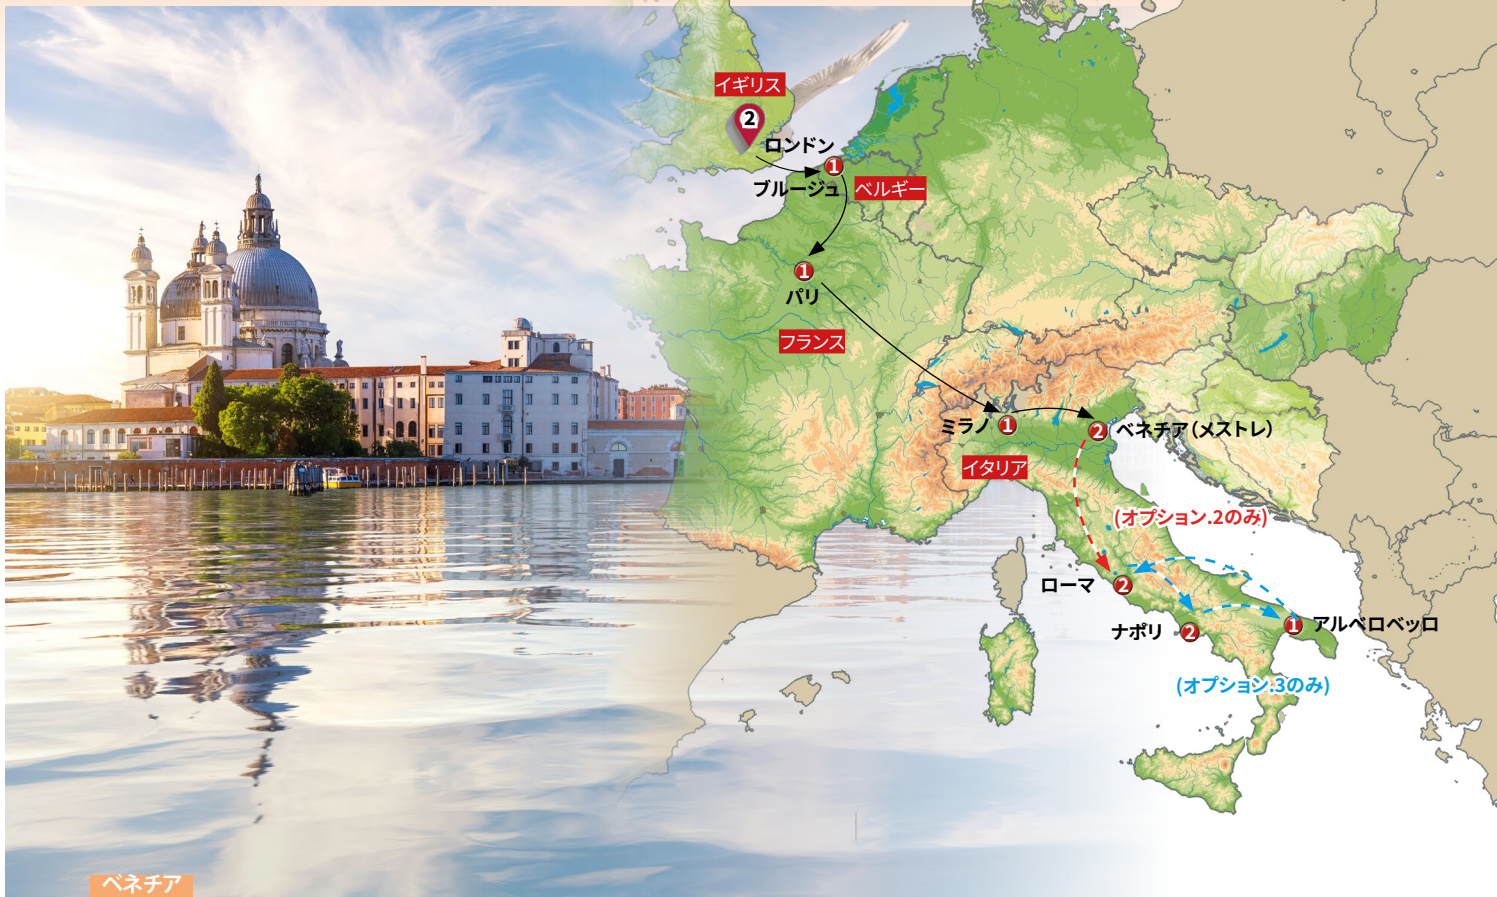 イギリス
2
ロンドン
1
ブルージュ
ベルギー
1
パリ
フランス
ミラノ
1
2
ベネチア(メストレ)
イタリア
(オプション.2のみ)
ローマ
2
ナポリ
2
1
アルベロベッロ
(オプション.3のみ)
ベネチア